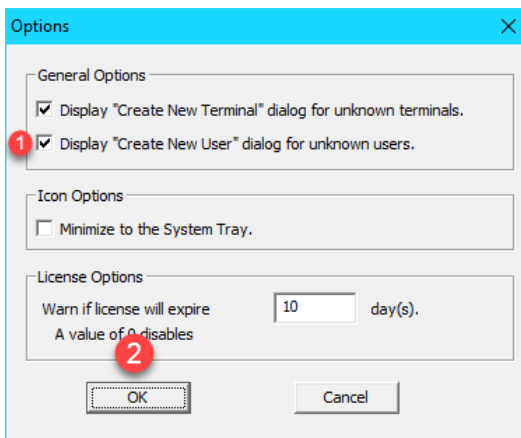 Options
General Options
Display "Create New Terminal" dialog for unknown terminals.
1 Display "Create New User" dialog for unknown users.
Icon Options
Minimize to the System Tray.
License Options
Warn if license will expire 10 day(s).
A value of 0 disables
2
OK Cancel